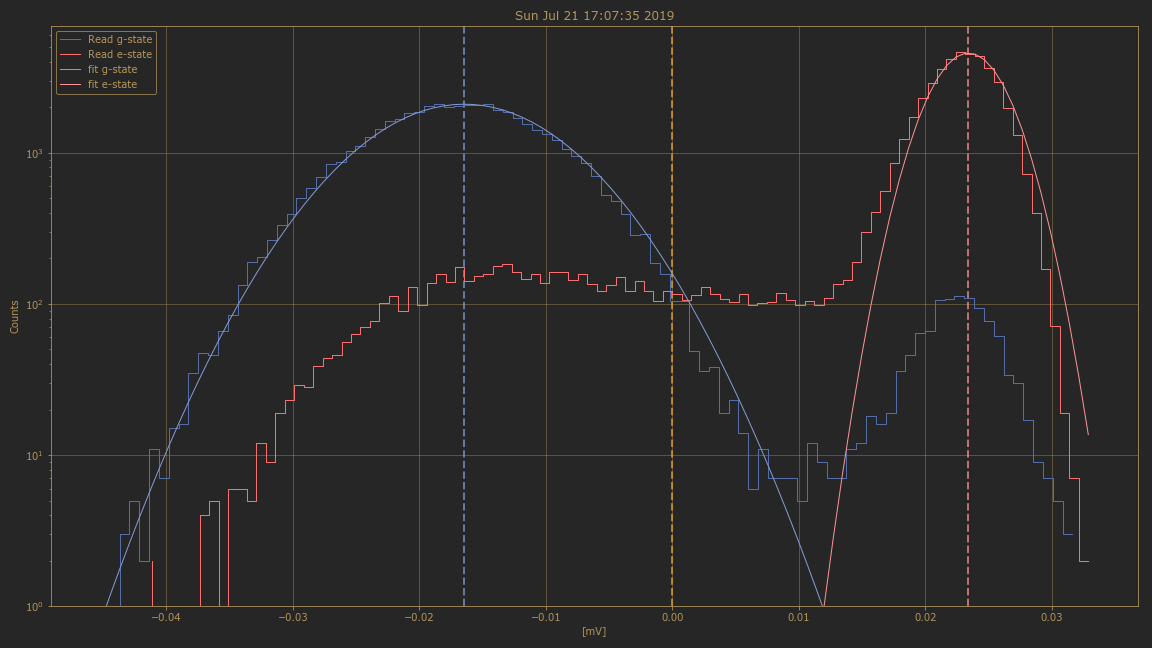 Sun Jul 21 17:07:35 2019
Read g-state
Read e-state
fit g-state
fit e-state
Counts
10³
10²
10¹
10⁰
−0.04 −0.03 −0.02 −0.01 0.00 0.01 0.02 0.03
[mV]